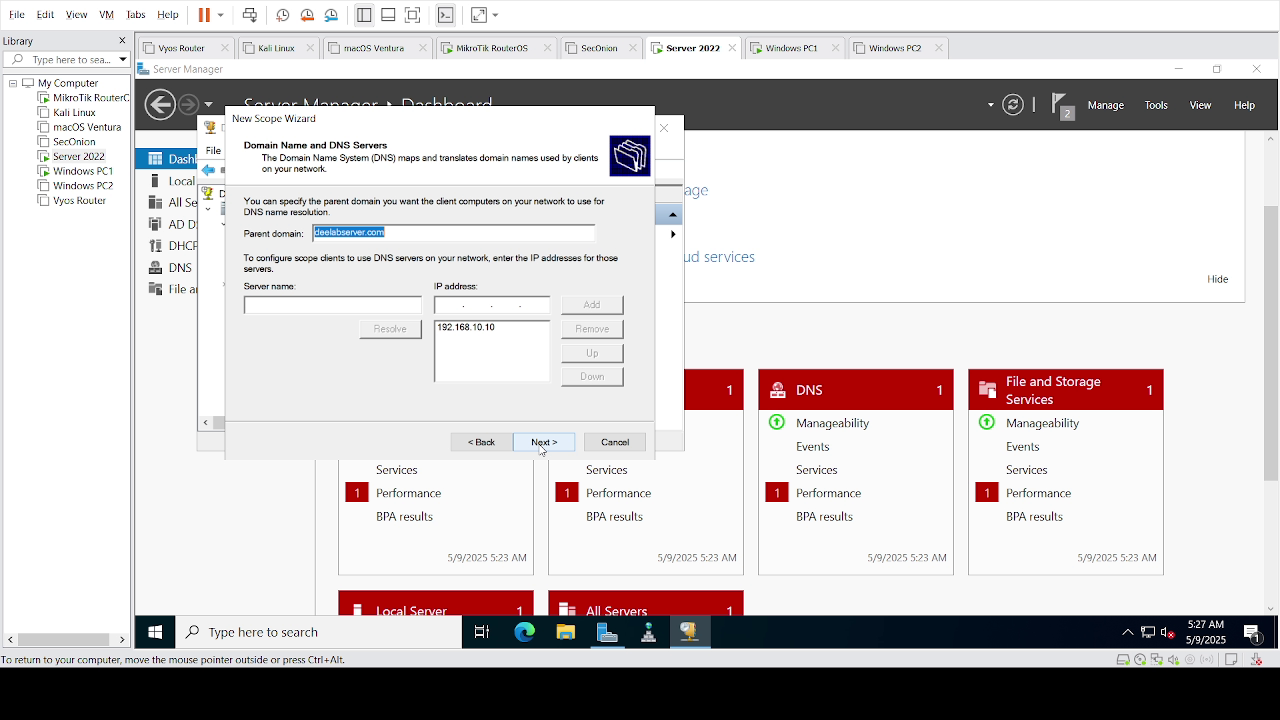 File Edit View VM Tabs Help
Library
Type here to sea...
My Computer
MikroTik RouterC
Kali Linux
macOS Ventura
SecOnion
Server 2022
Windows PC1
Windows PC2
Vyos Router
Vyos Router Kali Linux macOS Ventura MikroTik RouterOS SecOnion Server 2022 Windows PC1 Windows PC2
Server Manager
Server Manager Dashboard
2
Manage Tools View Help
File
New Scope Wizard
Domain Name and DNS Servers
The Domain Name System (DNS) maps and translates domain names used by clients
on your network.
You can specify the parent domain you want the client computers on your network to use for
DNS name resolution.
Parent domain: deelabserver.com
To configure scope clients to use DNS servers on your network, enter the IP addresses for those
servers.
Server name: IP address:
. . . Add
Resolve 192.168.10.10 Remove
Up
Down
< Back Next > Cancel
Dashl
Local
All Se
AD D
DHCP
DNS
File ar
age
ud services
Hide
Services
1 Performance
BPA results
5/9/2025 5:23 AM
1
Services
1 Performance
BPA results
5/9/2025 5:23 AM
DNS 1
Manageability
Events
Services
1 Performance
BPA results
5/9/2025 5:23 AM
File and Storage
Services 1
Manageability
Events
Services
1 Performance
BPA results
5/9/2025 5:23 AM
Local Server 1
All Servers 1
Type here to search
5:27 AM
5/9/2025
1
To return to your computer, move the mouse pointer outside or press Ctrl+Alt.